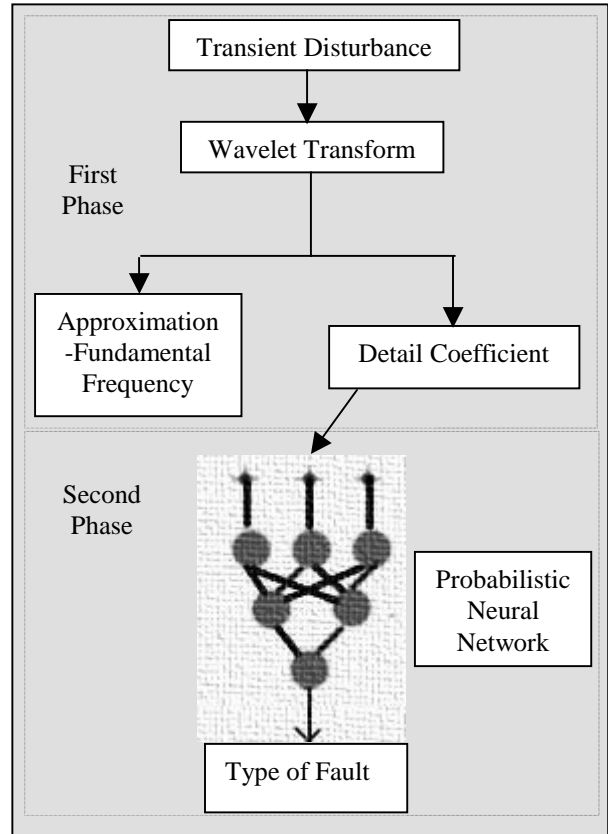 Transient Disturbance
Wavelet Transform
First
Phase
Approximation
-Fundamental
Frequency
Detail Coefficient
Second
Phase
Probabilistic
Neural
Network
Type of Fault